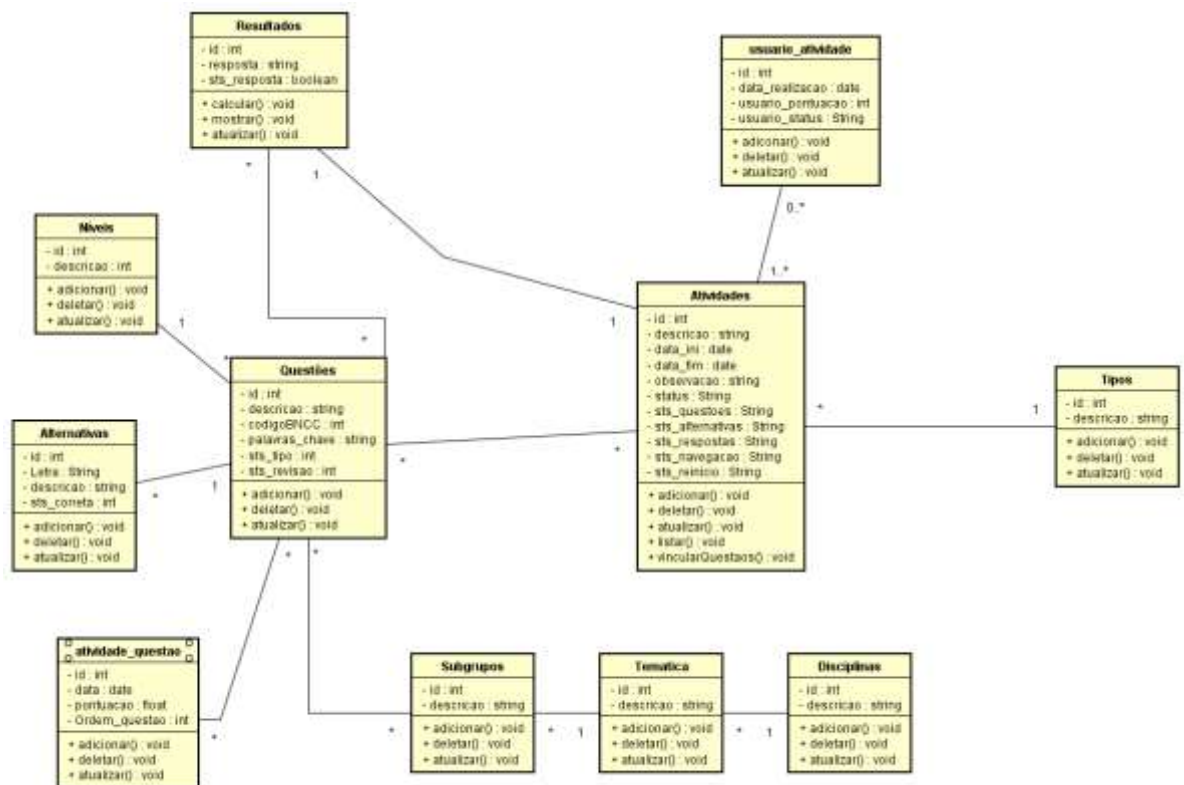 Resultados
- id : int
- resposta : string
- sts_resposta : boolean
+ calcular() : void
+ mostrar() : void
+ atualizar() : void
*
1
usuario_atividade
- id : int
- data_realizacao : date
- usuario_pontuacao : int
- usuario_status : String
+ adiconar() : void
+ deletar() : void
+ atualizar() : void
0..*
1..*
Níveis
- id : int
- descricao : int
+ adicionar() : void
+ deletar() : void
+ atualizar() : void
1
*
*
1
Atividades
- id : int
- descricao : string
- data_ini : date
- data_fim : date
- observacao : string
- status : String
- sts_questoes : String
- sts_alternativas : String
- sts_respostas : String
- sts_navegacao : String
- sts_reinicio : String
+ adicionar() : void
+ deletar() : void
+ atualizar() : void
+ listar() : void
+ vincularQuestaos() : void
Questões
- id : int
- descricao : string
- codigoBNCC : int
- palavras_chave : string
- sts_tipo : int
- sts_revisao : int
+ adicionar() : void
+ deletar() : void
+ atualizar() : void
*
*
*
1
Tipos
- id : int
- descricao : string
+ adicionar() : void
+ deletar() : void
+ atualizar() : void
Alternativas
- id : int
- Letra : String
- descricao : string
- sts_correta : int
+ adicionar() : void
+ deletar() : void
+ atualizar() : void
*
1
*
*
atividade_questao
- id : int
- data : date
- pontuacao : float
- Ordem_questao : int
+ adicionar() : void
+ deletar() : void
+ atualizar() : void
*
*
Subgrupos
- id : int
- descricao : string
+ adicionar() : void
+ deletar() : void
+ atualizar() : void
*
1
Tematica
- id : int
- descricao : string
+ adicionar() : void
+ deletar() : void
+ atualizar() : void
*
1
Disciplinas
- id : int
- descricao : string
+ adicionar() : void
+ deletar() : void
+ atualizar() : void